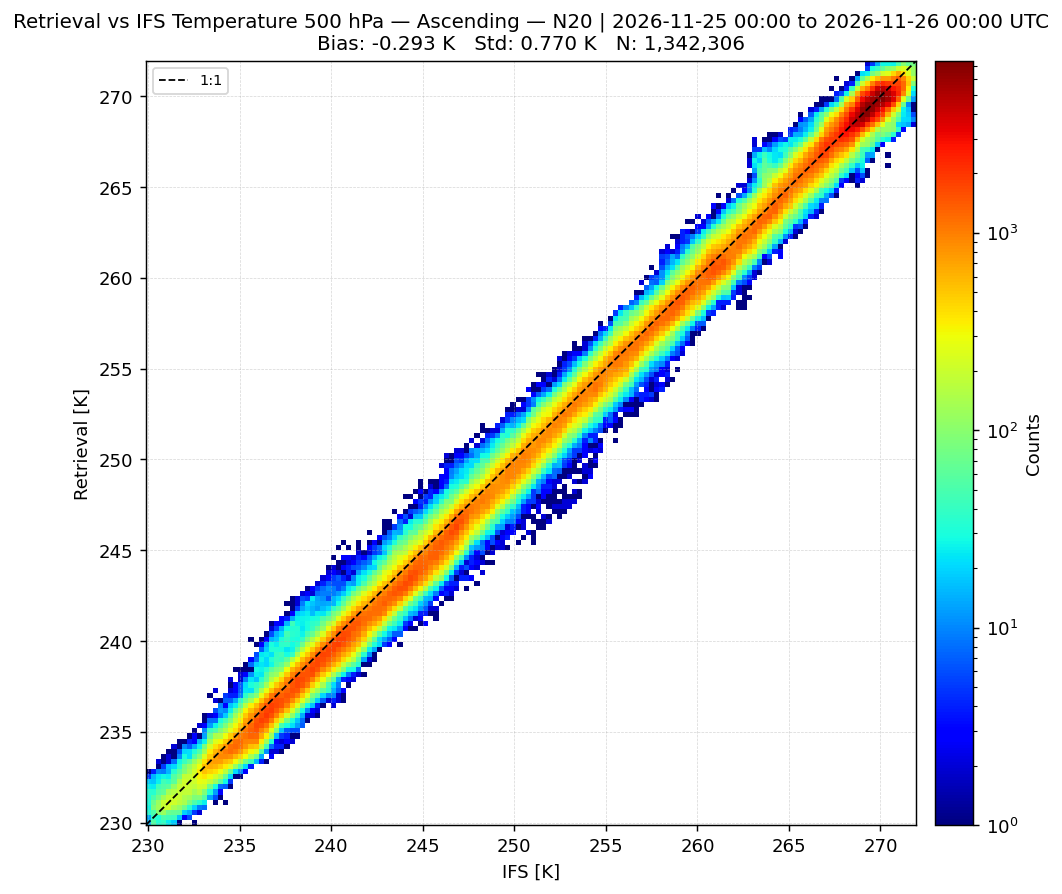 Retrieval vs IFS Temperature 500 hPa — Ascending — N20 | 2026-11-25 00:00 to 2026-11-26 00:00 UTC
Bias: -0.293 K   Std: 0.770 K   N: 1,342,306
1:1
270
265
260
255
250
245
240
235
230
Retrieval [K]
230 235 240 245 250 255 260 265 270
IFS [K]
10³
10²
10¹
10⁰
Counts